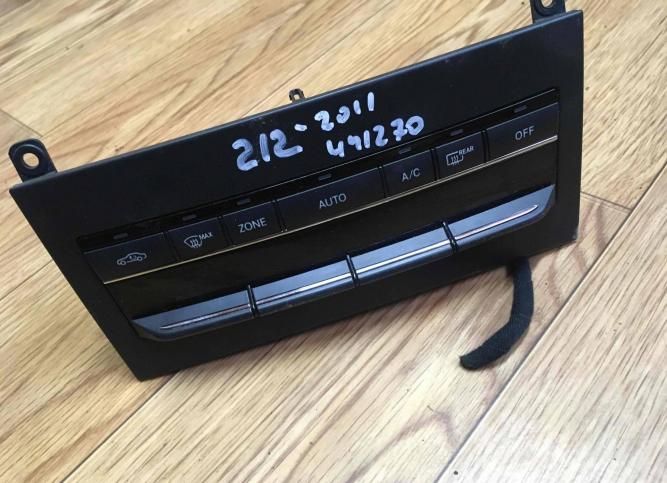 212. 2011
441270
MAX ZONE AUTO A/C REAR OFF